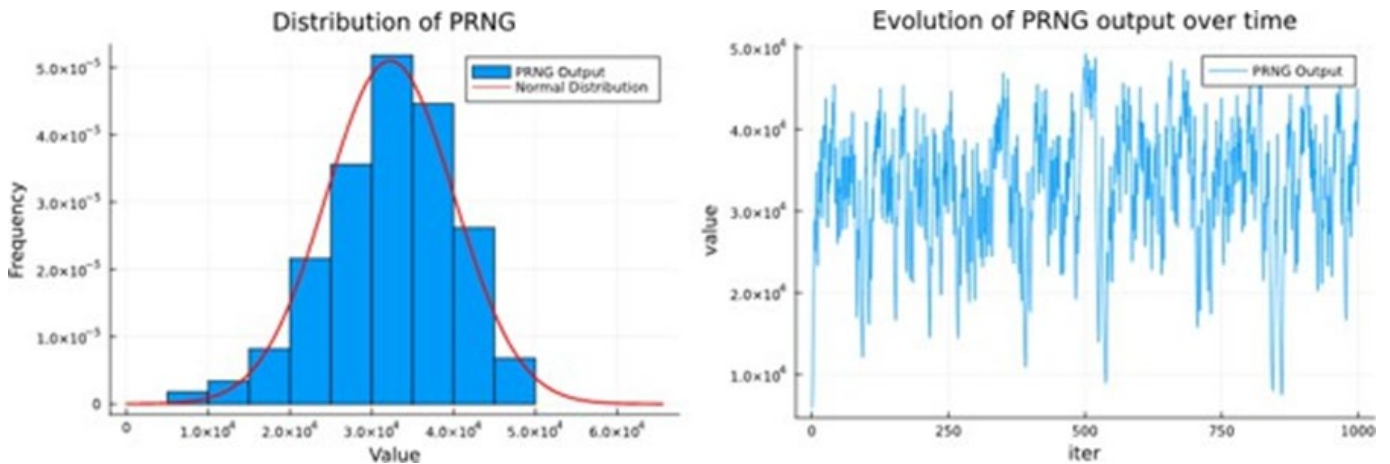 Distribution of PRNG
5.0×10⁻⁵
4.0×10⁻⁵
3.0×10⁻⁵
2.0×10⁻⁵
1.0×10⁻⁵
0
Frequency
PRNG Output
Normal Distribution
0 1.0×10⁴ 2.0×10⁴ 3.0×10⁴ 4.0×10⁴ 5.0×10⁴ 6.0×10⁴
Value
Evolution of PRNG output over time
5.0×10⁴
4.0×10⁴
3.0×10⁴
2.0×10⁴
1.0×10⁴
value
PRNG Output
0 250 500 750 1000
iter